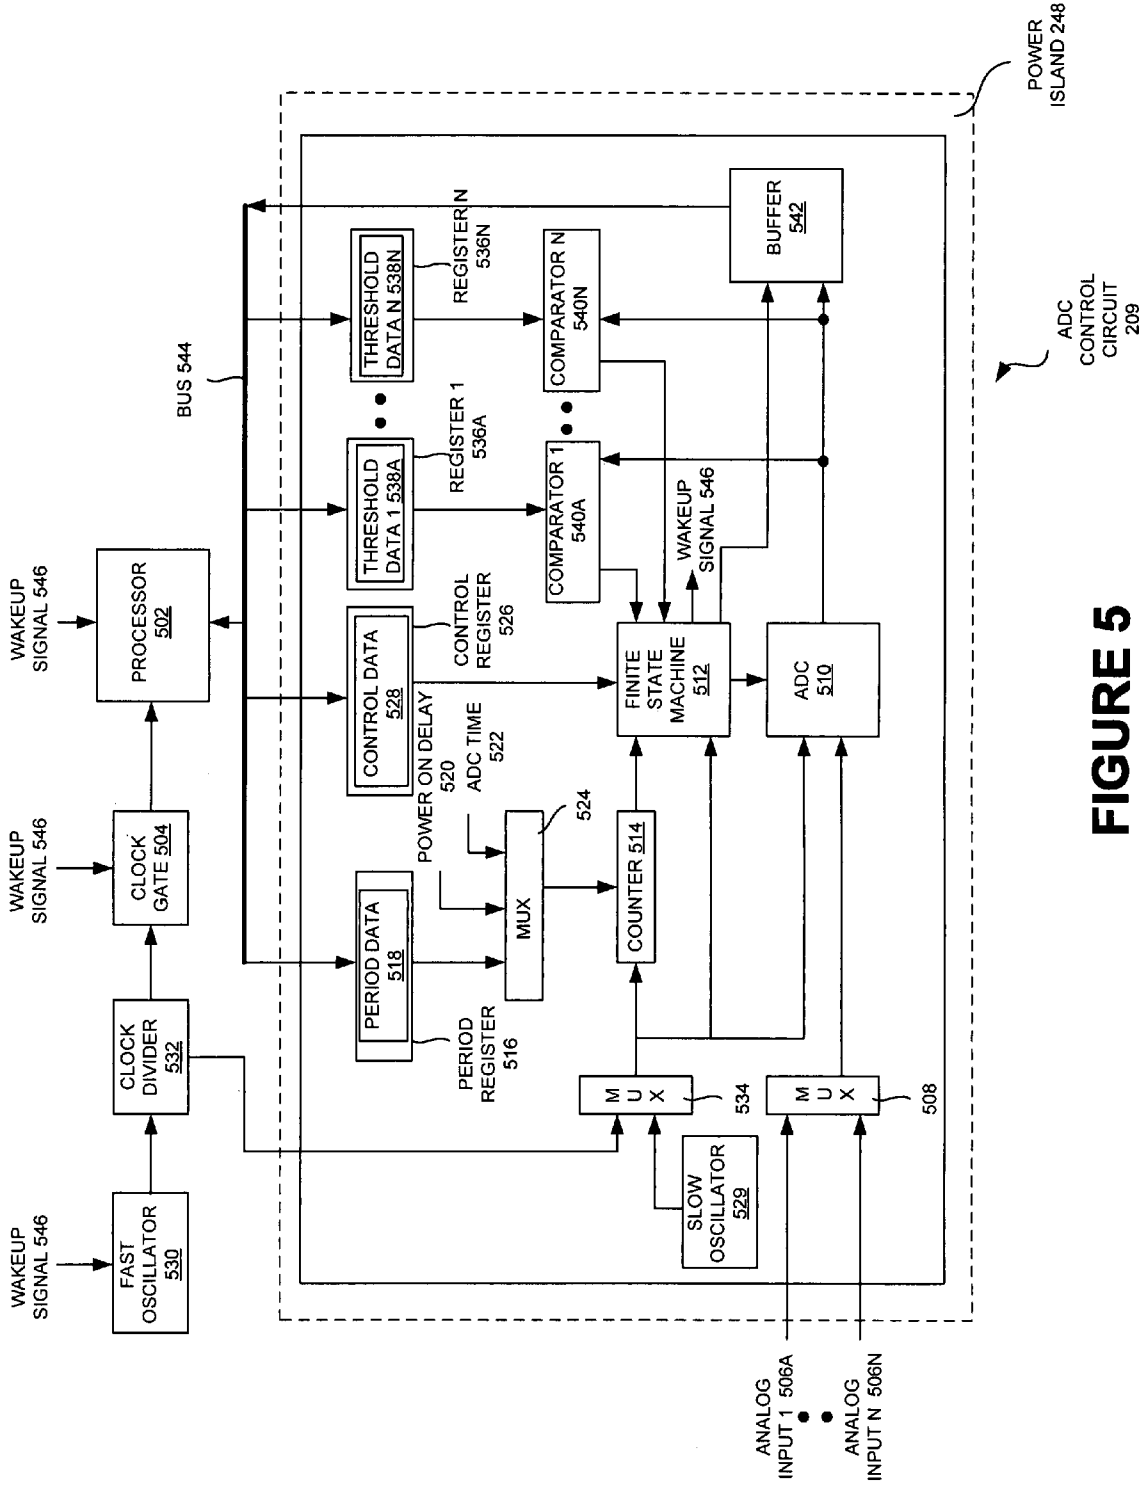 WAKEUP
SIGNAL 546
WAKEUP
SIGNAL 546
WAKEUP
SIGNAL 546
FAST
OSCILLATOR
530
CLOCK
DIVIDER
532
CLOCK
GATE 504
PROCESSOR
502
BUS 544
PERIOD DATA
518
PERIOD
REGISTER
516
POWER ON DELAY
520
ADC TIME
522
CONTROL DATA
528
CONTROL
REGISTER
526
THRESHOLD
DATA 1 538A
REGISTER 1
536A
THRESHOLD
DATA N 538N
REGISTER N
536N
MUX
524
COMPARATOR 1
540A
COMPARATOR N
540N
COUNTER 514
FINITE
STATE
MACHINE
512
WAKEUP
SIGNAL 546
MUX
534
SLOW
OSCILLATOR
529
MUX
508
ADC
510
BUFFER
542
ANALOG
INPUT 1 506A
ANALOG
INPUT N 506N
POWER
ISLAND 248
ADC
CONTROL
CIRCUIT
209
FIGURE 5